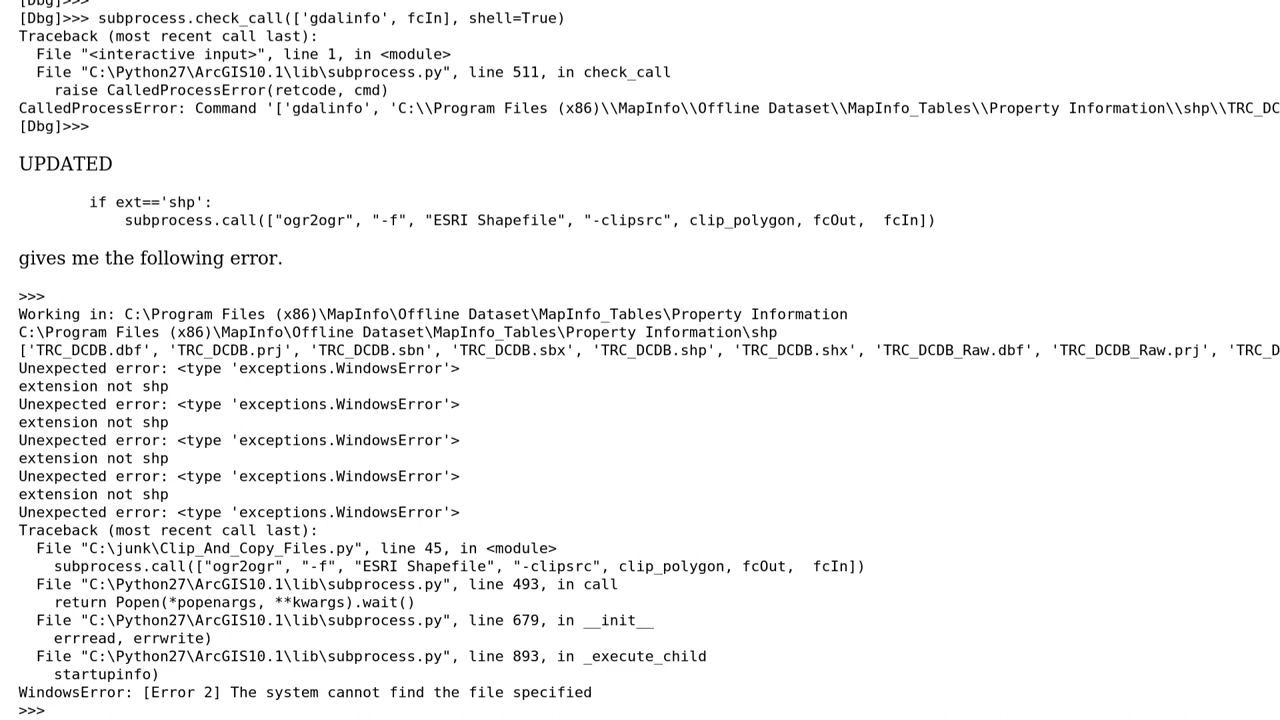 [Dbg]>>>
[Dbg]>>> subprocess.check_call(['gdalinfo', fcIn], shell=True)
Traceback (most recent call last):
  File "<interactive input>", line 1, in <module>
  File "C:\Python27\ArcGIS10.1\lib\subprocess.py", line 511, in check_call
    raise CalledProcessError(retcode, cmd)
CalledProcessError: Command '['gdalinfo', 'C:\\Program Files (x86)\\MapInfo\\Offline Dataset\\MapInfo_Tables\\Property Information\\shp\\TRC_DC
[Dbg]>>>
UPDATED
        if ext=='shp':
            subprocess.call(["ogr2ogr", "-f", "ESRI Shapefile", "-clipsrc", clip_polygon, fcOut,  fcIn])
gives me the following error.
>>>
Working in: C:\Program Files (x86)\MapInfo\Offline Dataset\MapInfo_Tables\Property Information
C:\Program Files (x86)\MapInfo\Offline Dataset\MapInfo_Tables\Property Information\shp
['TRC_DCDB.dbf', 'TRC_DCDB.prj', 'TRC_DCDB.sbn', 'TRC_DCDB.sbx', 'TRC_DCDB.shp', 'TRC_DCDB.shx', 'TRC_DCDB_Raw.dbf', 'TRC_DCDB_Raw.prj', 'TRC_D
Unexpected error: <type 'exceptions.WindowsError'>
extension not shp
Unexpected error: <type 'exceptions.WindowsError'>
extension not shp
Unexpected error: <type 'exceptions.WindowsError'>
extension not shp
Unexpected error: <type 'exceptions.WindowsError'>
extension not shp
Unexpected error: <type 'exceptions.WindowsError'>
Traceback (most recent call last):
  File "C:\junk\Clip_And_Copy_Files.py", line 45, in <module>
    subprocess.call(["ogr2ogr", "-f", "ESRI Shapefile", "-clipsrc", clip_polygon, fcOut,  fcIn])
  File "C:\Python27\ArcGIS10.1\lib\subprocess.py", line 493, in call
    return Popen(*popenargs, **kwargs).wait()
  File "C:\Python27\ArcGIS10.1\lib\subprocess.py", line 679, in __init__
    errread, errwrite)
  File "C:\Python27\ArcGIS10.1\lib\subprocess.py", line 893, in _execute_child
    startupinfo)
WindowsError: [Error 2] The system cannot find the file specified
>>>